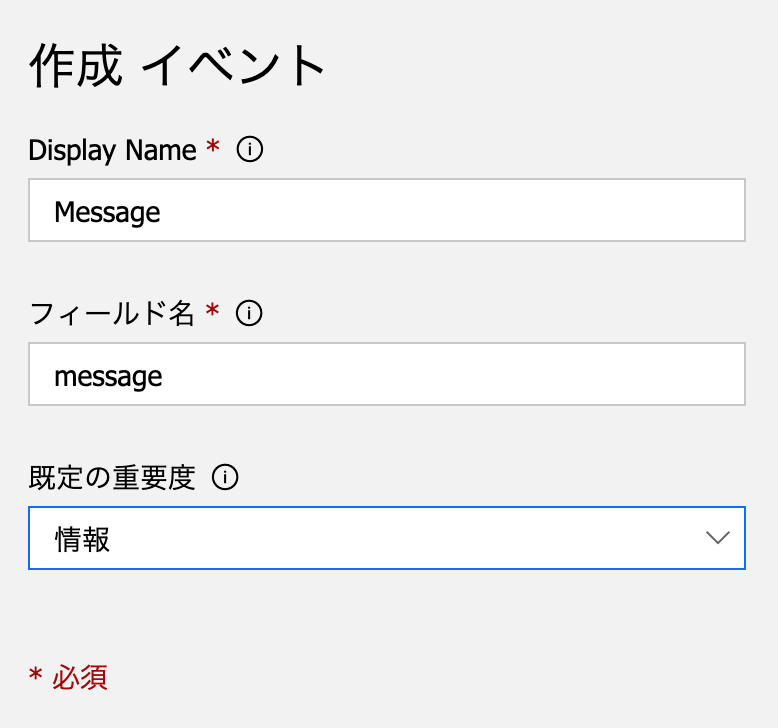 作成 イベント
Display Name * ⓘ
Message
フィールド名 * ⓘ
message
既定の重要度 ⓘ
情報
* 必須